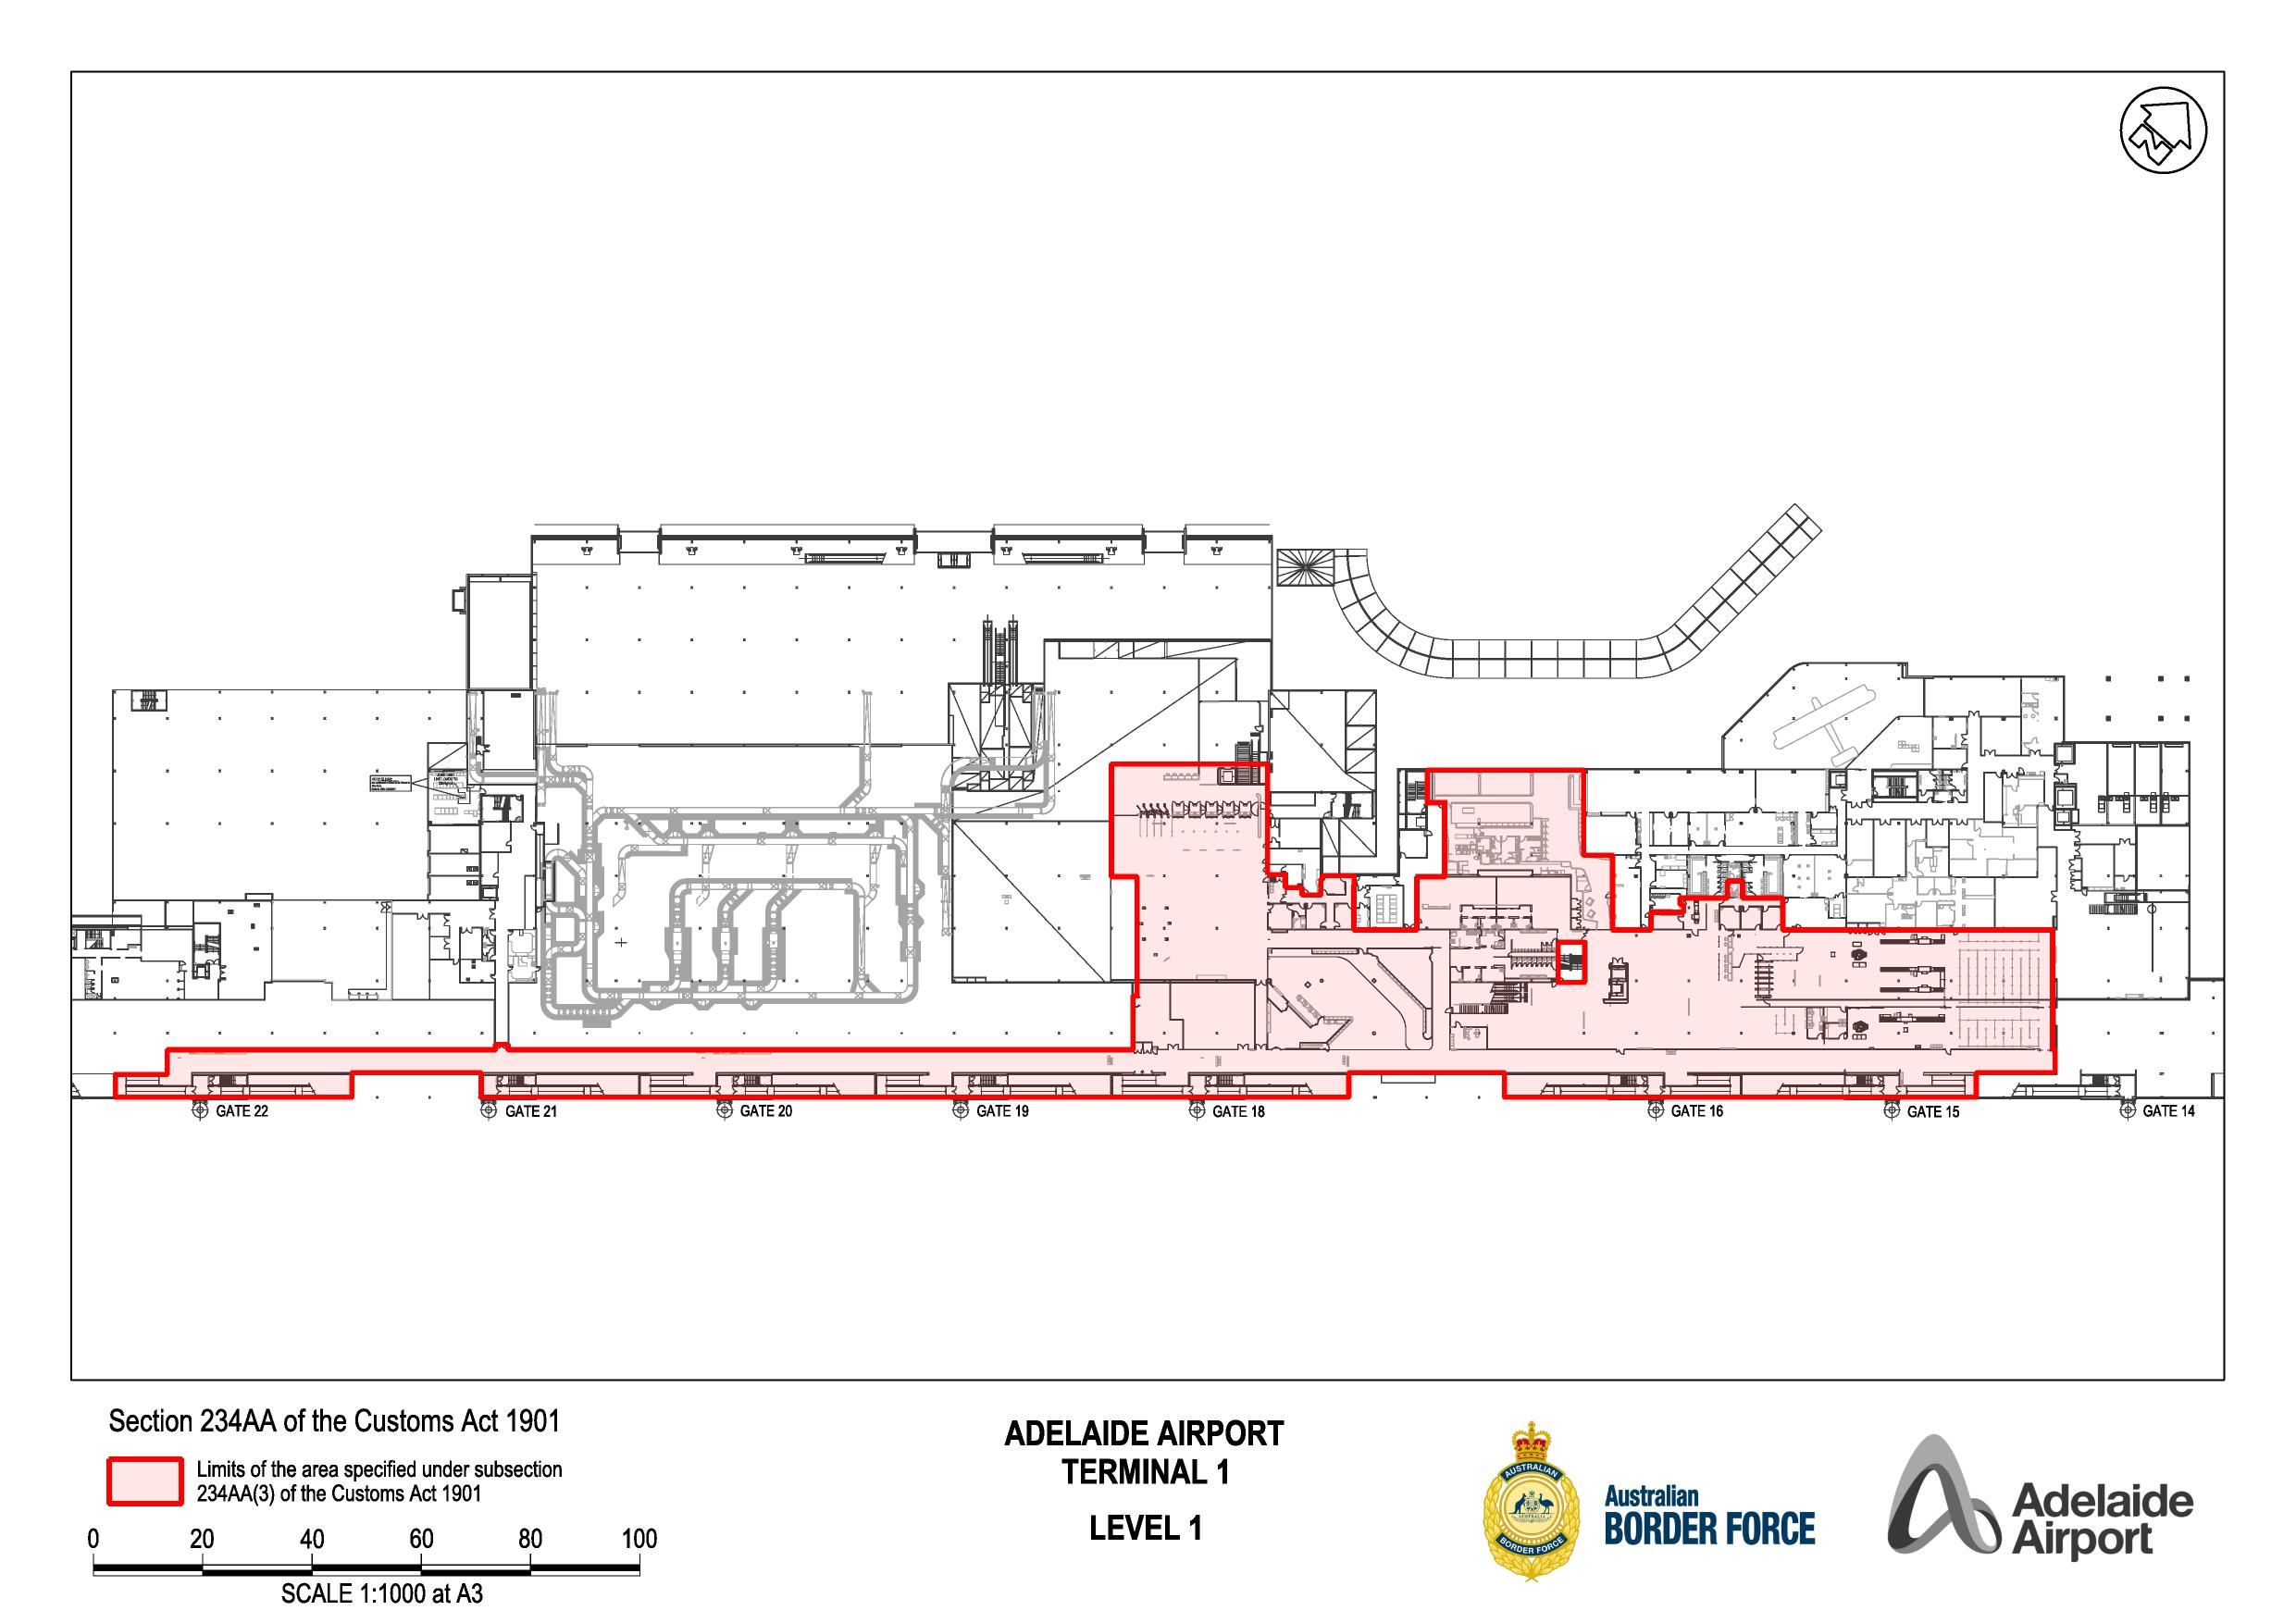 GATE 22
GATE 21
GATE 20
GATE 19
GATE 18
GATE 16
GATE 15
GATE 14
Section 234AA of the Customs Act 1901
Limits of the area specified under subsection
234AA(3) of the Customs Act 1901
0 20 40 60 80 100
SCALE 1:1000 at A3
ADELAIDE AIRPORT
TERMINAL 1
LEVEL 1
AUSTRALIAN
AUSTRALIA
BORDER FORCE
Australian
BORDER FORCE
Adelaide
Airport